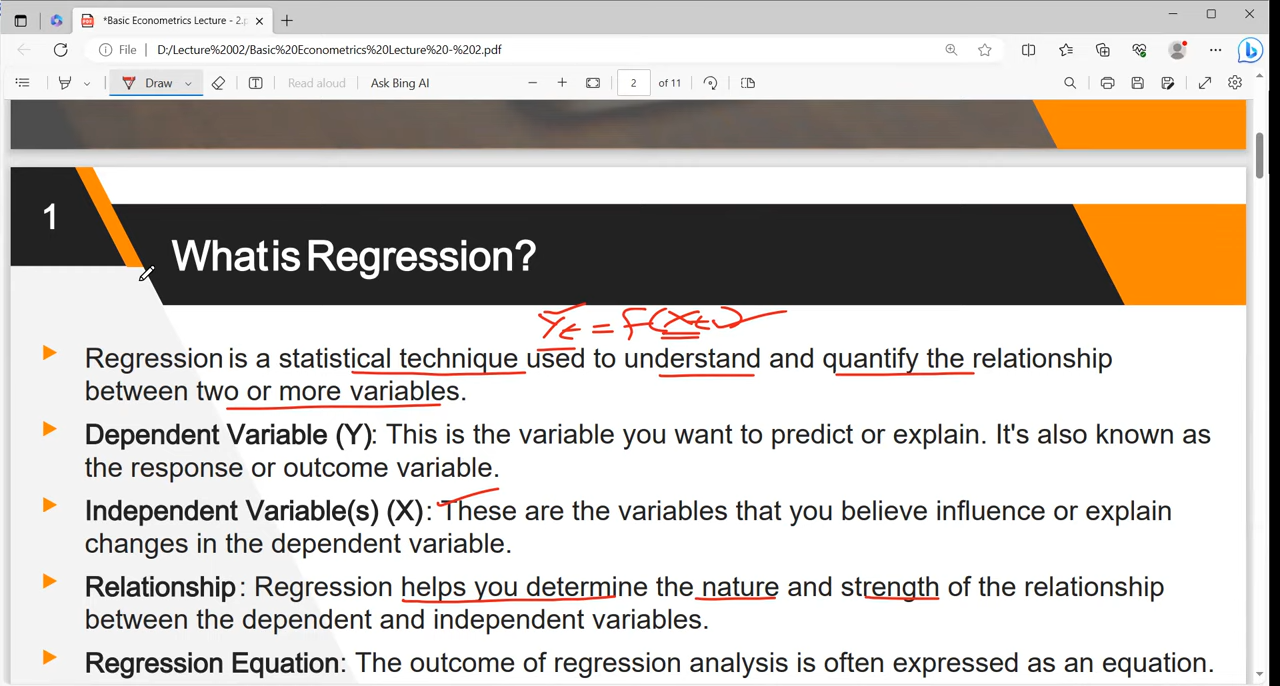 *Basic Econometrics Lecture - 2.p
File D:/Lecture%2002/Basic%20Econometrics%20Lecture%20-%202.pdf
Draw Read aloud Ask Bing AI 2 of 11
1
What is Regression?
Yt = f(Xt)
Regression is a statistical technique used to understand and quantify the relationship
between two or more variables.
Dependent Variable (Y): This is the variable you want to predict or explain. It's also known as
the response or outcome variable.
Independent Variable(s) (X): These are the variables that you believe influence or explain
changes in the dependent variable.
Relationship: Regression helps you determine the nature and strength of the relationship
between the dependent and independent variables.
Regression Equation: The outcome of regression analysis is often expressed as an equation.